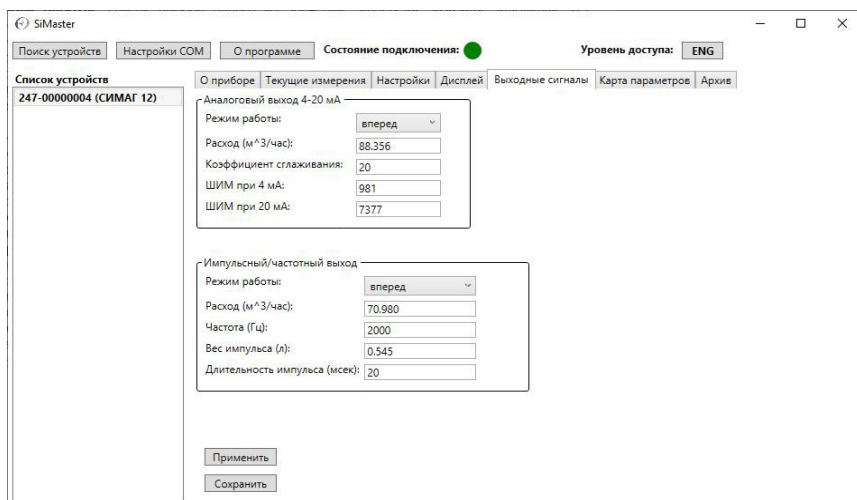 SiMaster
Поиск устройств Настройки COM О программе Состояние подключения: Уровень доступа: ENG
Список устройств
247-00000004 (СИМАГ 12)
О приборе Текущие измерения Настройки Дисплей Выходные сигналы Карта параметров Архив
Аналоговый выход 4-20 мА
Режим работы: вперед
Расход (м^3/час): 88.356
Коэффициент сглаживания: 20
ШИМ при 4 мА: 981
ШИМ при 20 мА: 7377
Импульсный/частотный выход
Режим работы: вперед
Расход (м^3/час): 70.980
Частота (Гц): 2000
Вес импульса (л): 0.545
Длительность импульса (мсек): 20
Применить
Сохранить